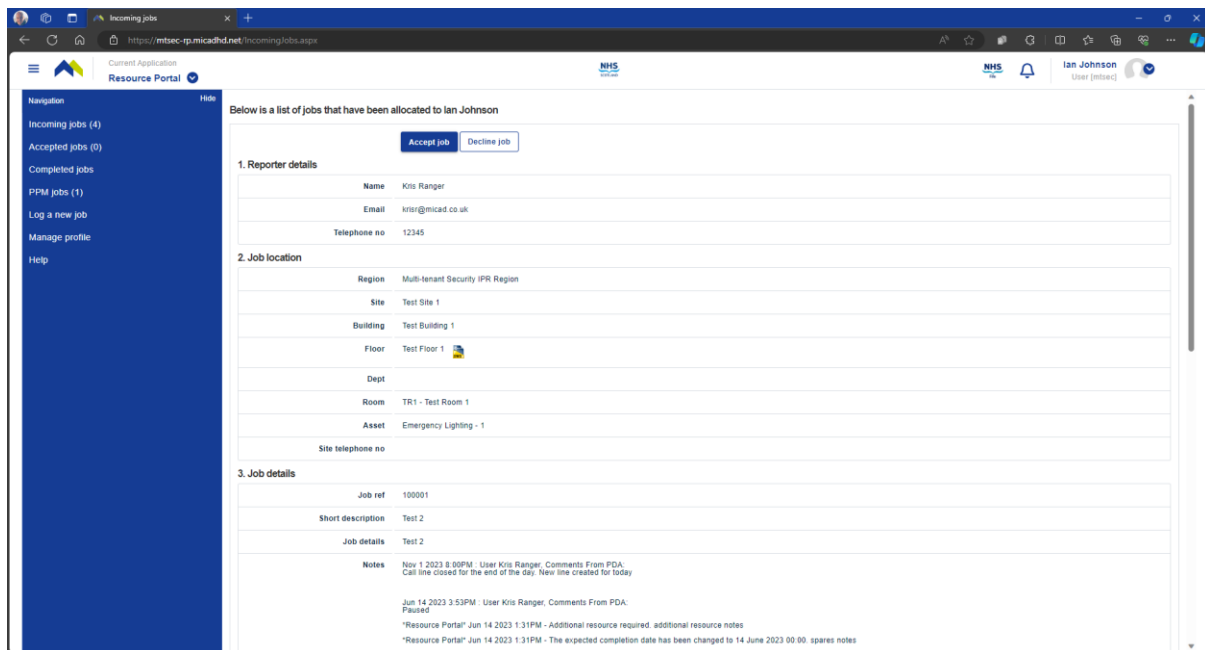 Incoming jobs
https://mtsec-rp.micadhd.net/IncomingJobs.aspx
Current Application
Resource Portal
NHS
SCOTLAND
NHS
Ian Johnson
User (mtsec)
Navigation
Hide
Incoming jobs (4)
Accepted jobs (0)
Completed jobs
PPM jobs (1)
Log a new job
Manage profile
Help
Below is a list of jobs that have been allocated to Ian Johnson
Accept job Decline job
1. Reporter details
Name Kris Ranger
Email krisr@micad.co.uk
Telephone no 12345
2. Job location
Region Multi-tenant Security IPR Region
Site Test Site 1
Building Test Building 1
Floor Test Floor 1
Dept
Room TR1 - Test Room 1
Asset Emergency Lighting - 1
Site telephone no
3. Job details
Job ref 100001
Short description Test 2
Job details Test 2
Notes Nov 1 2023 8:00PM : User Kris Ranger, Comments From PDA:
Call line closed for the end of the day. New line created for today
Jun 14 2023 3:53PM : User Kris Ranger, Comments From PDA:
Paused
*Resource Portal* Jun 14 2023 1:31PM - Additional resource required. additional resource notes
*Resource Portal* Jun 14 2023 1:31PM - The expected completion date has been changed to 14 June 2023 00:00. spares notes